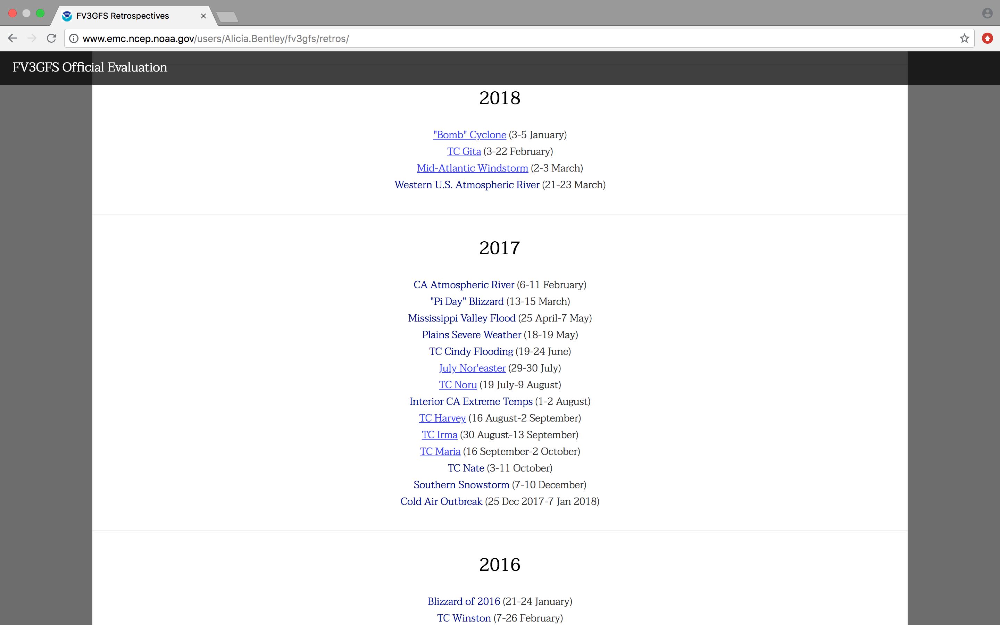 FV3GFS Retrospectives
www.emc.ncep.noaa.gov/users/Alicia.Bentley/fv3gfs/retros/
FV3GFS Official Evaluation
2018
"Bomb" Cyclone (3-5 January)
TC Gita (3-22 February)
Mid-Atlantic Windstorm (2-3 March)
Western U.S. Atmospheric River (21-23 March)
2017
CA Atmospheric River (6-11 February)
"Pi Day" Blizzard (13-15 March)
Mississippi Valley Flood (25 April-7 May)
Plains Severe Weather (18-19 May)
TC Cindy Flooding (19-24 June)
July Nor'easter (29-30 July)
TC Noru (19 July-9 August)
Interior CA Extreme Temps (1-2 August)
TC Harvey (16 August-2 September)
TC Irma (30 August-13 September)
TC Maria (16 September-2 October)
TC Nate (3-11 October)
Southern Snowstorm (7-10 December)
Cold Air Outbreak (25 Dec 2017-7 Jan 2018)
2016
Blizzard of 2016 (21-24 January)
TC Winston (7-26 February)